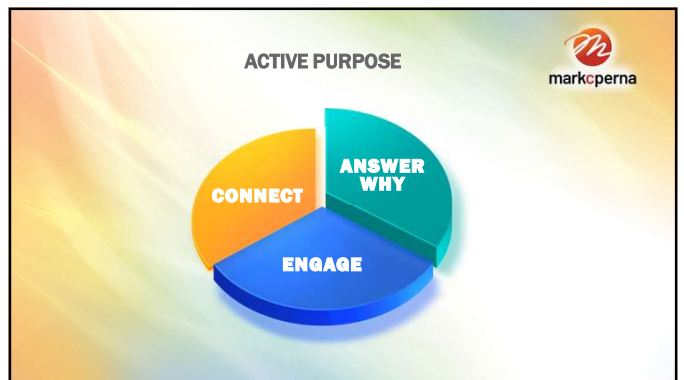 ACTIVE PURPOSE
markcperna
ANSWER
WHY
CONNECT
ENGAGE